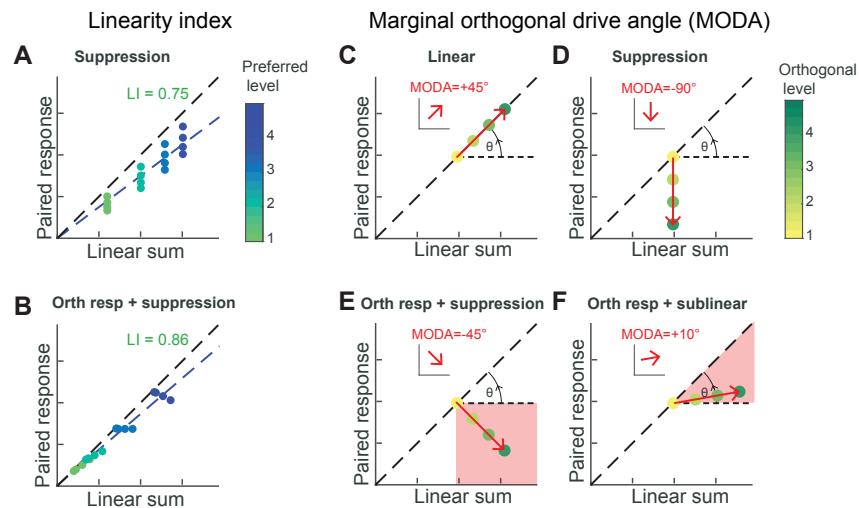 Linearity index
Marginal orthogonal drive angle (MODA)
A
Suppression
LI = 0.75
Paired response
Linear sum
Preferred
level
4
3
2
1
C
Linear
MODA=+45°
θ
Paired response
Linear sum
D
Suppression
MODA=-90°
θ
Paired response
Linear sum
Orthogonal
level
4
3
2
1
B
Orth resp + suppression
LI = 0.86
Paired response
Linear sum
E
Orth resp + suppression
MODA=-45°
θ
Paired response
Linear sum
F
Orth resp + sublinear
MODA=+10°
θ
Paired response
Linear sum